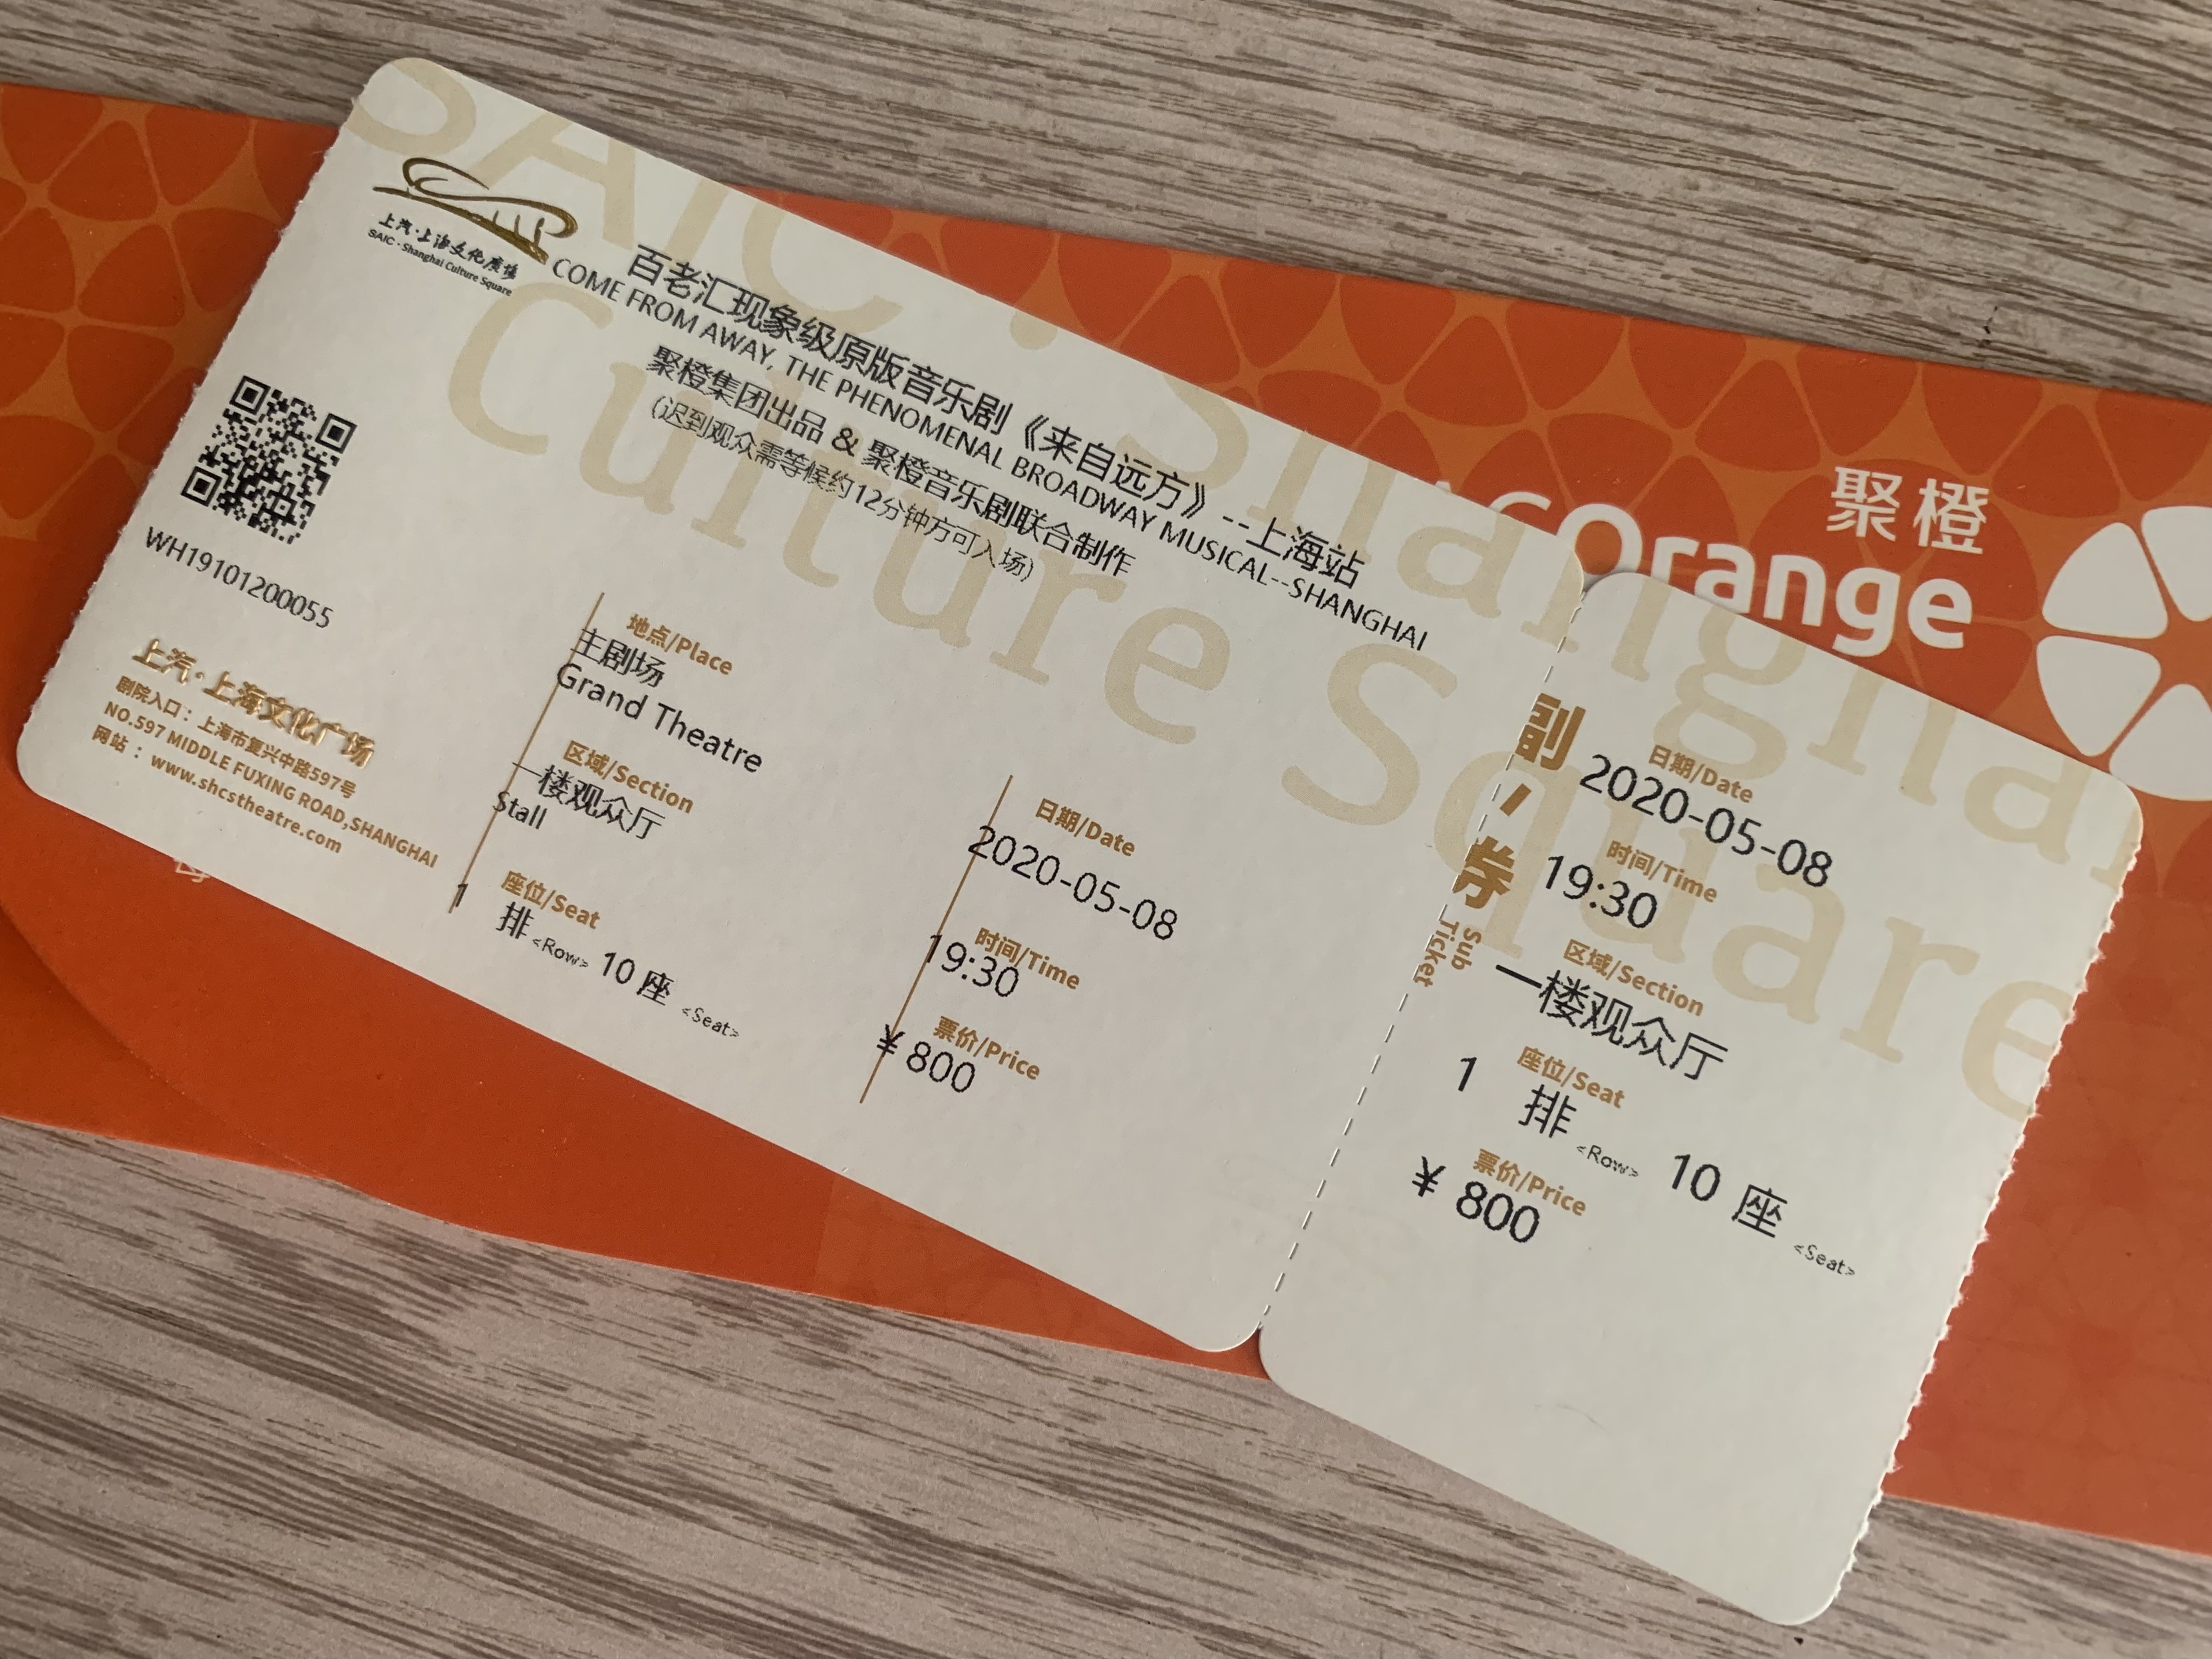 SAIC · Shanghai
Culture Square
上汽·上海文化广场
SAIC · Shanghai Culture Square
百老汇现象级原版音乐剧《来自远方》--上海站
COME FROM AWAY, THE PHENOMENAL BROADWAY MUSICAL--SHANGHAI
聚橙集团出品 & 聚橙音乐剧联合制作
(迟到观众需等候约12分钟方可入场)
WH19101200055
上汽·上海文化广场
剧院入口：上海市复兴中路597号
NO.597 MIDDLE FUXING ROAD,SHANGHAI
网站：www.shcstheatre.com
地点/Place
主剧场
Grand Theatre
区域/Section
一楼观众厅
Stall
座位/Seat
1 排 <Row> 10 座 <Seat>
日期/Date
2020-05-08
时间/Time
19:30
票价/Price
¥ 800
副/券
Sub
Ticket
日期/Date
2020-05-08
时间/Time
19:30
区域/Section
一楼观众厅
座位/Seat
1 排 <Row> 10 座 <Seat>
票价/Price
¥ 800
聚橙
Orange